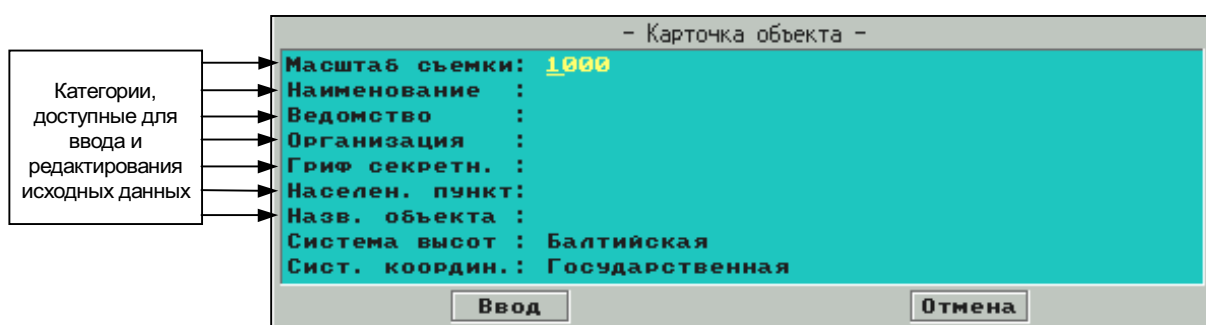 – Карточка объекта –
Категории,
доступные для
ввода и
редактирования
исходных данных
Масштаб съемки: 1000
Наименование :
Ведомство :
Организация :
Гриф секретн. :
Населен. пункт:
Назв. объекта :
Система высот : Балтийская
Сист. координ.: Государственная
Ввод Отмена